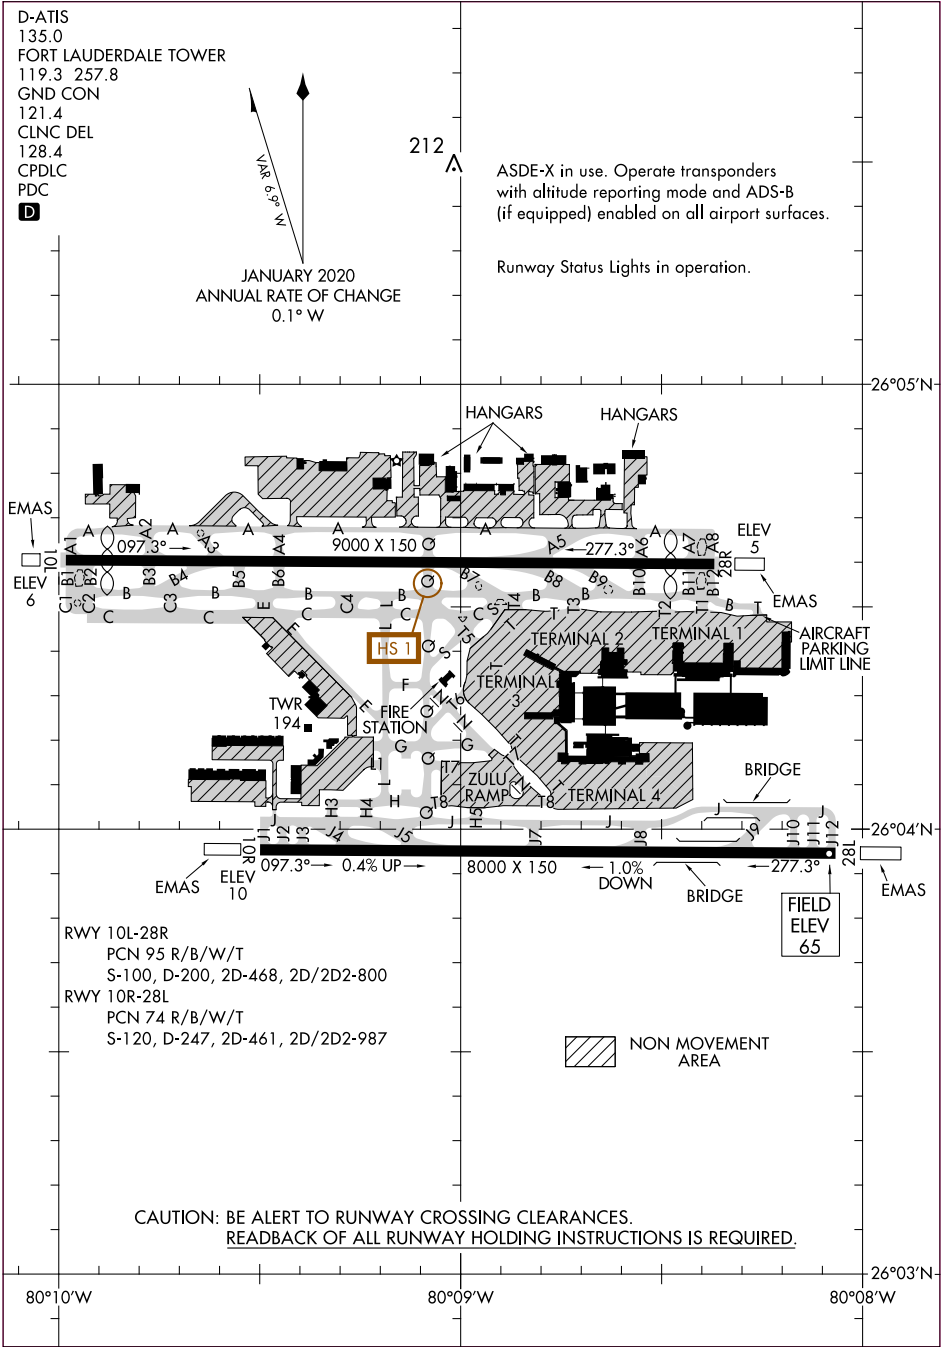 D-ATIS
135.0
FORT LAUDERDALE TOWER
119.3 257.8
GND CON
121.4
CLNC DEL
128.4
CPDLC
PDC
D
VAR 6.9° W
JANUARY 2020
ANNUAL RATE OF CHANGE
0.1° W
212
ASDE-X in use. Operate transponders
with altitude reporting mode and ADS-B
(if equipped) enabled on all airport surfaces.
Runway Status Lights in operation.
26°05'N
HANGARS
HANGARS
EMAS
A1
A
A2
A
A3
A
A4
A
A
Q
A
A5
A6
A
A7
A8
ELEV
5
097.3°
9000 X 150
277.3°
10L
28R
ELEV
6
EMAS
B1
B2
B3
B4
B5
B6
Q
B7
B8
B9
B10
B11
B12
C1
C2
B
C3
B
E
B
C4
L
B
C
S
T4
B
T3
T2
T1
B
T
C
C
C
C
HS 1
Q
T5
T
T
TERMINAL 2
TERMINAL 1
AIRCRAFT
PARKING
LIMIT LINE
E
L
S
T
TERMINAL
3
F
N
T6
TWR
194
E
FIRE
STATION
Q
N
G
Q
G
T
L1
T7
ZULU
RAMP
N
T
TERMINAL 4
BRIDGE
L
H
T8
T8
H3
H4
Q
J
H5
J
J
J
J
J1
J2
J3
J4
J5
J7
J8
J9
J10
J11
J12
10R
28L
EMAS
ELEV
10
097.3°
0.4% UP
8000 X 150
1.0%
DOWN
277.3°
BRIDGE
EMAS
26°04'N
FIELD
ELEV
65
RWY 10L-28R
PCN 95 R/B/W/T
S-100, D-200, 2D-468, 2D/2D2-800
RWY 10R-28L
PCN 74 R/B/W/T
S-120, D-247, 2D-461, 2D/2D2-987
NON MOVEMENT
AREA
CAUTION: BE ALERT TO RUNWAY CROSSING CLEARANCES.
READBACK OF ALL RUNWAY HOLDING INSTRUCTIONS IS REQUIRED.
26°03'N
80°10'W
80°09'W
80°08'W